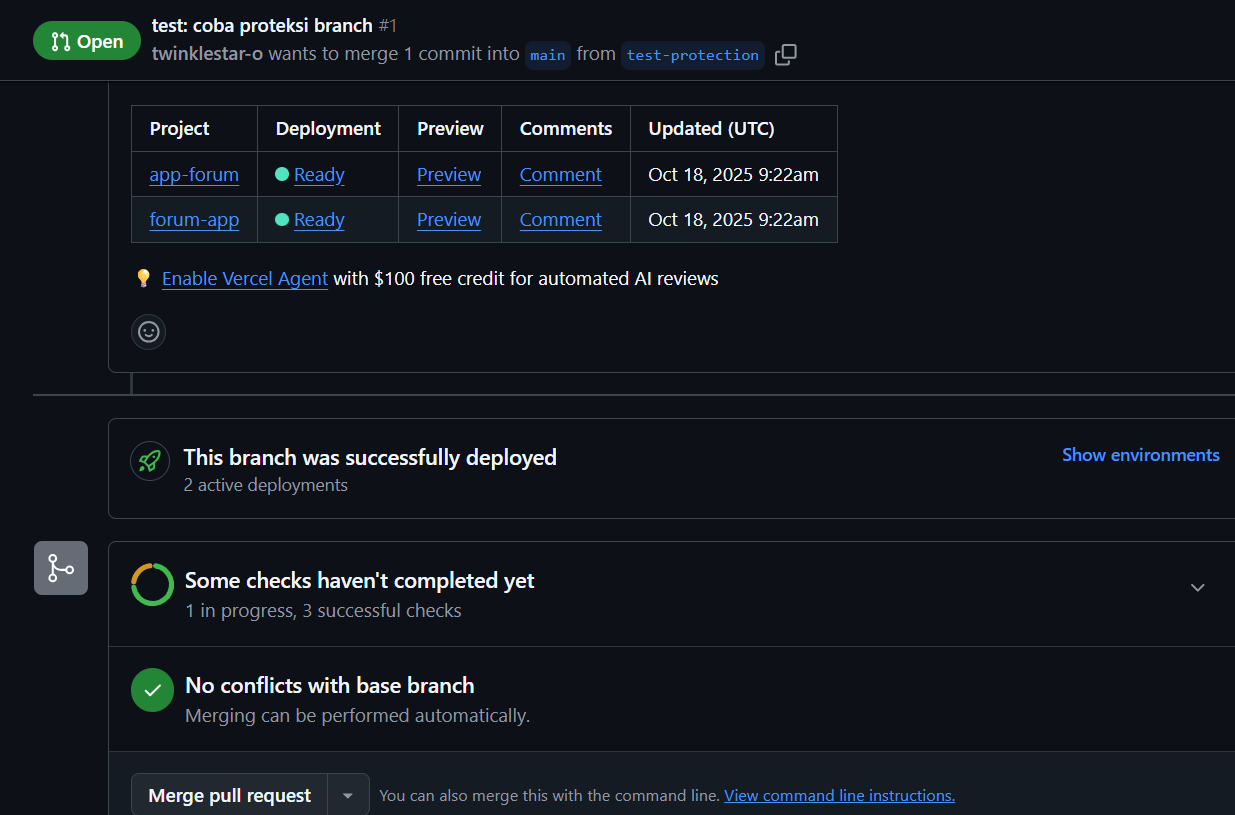 Open
test: coba proteksi branch #1
twinklestar-o wants to merge 1 commit into main from test-protection
Project Deployment Preview Comments Updated (UTC)
app-forum Ready Preview Comment Oct 18, 2025 9:22am
forum-app Ready Preview Comment Oct 18, 2025 9:22am
Enable Vercel Agent with $100 free credit for automated AI reviews
This branch was successfully deployed
Show environments
2 active deployments
Some checks haven't completed yet
1 in progress, 3 successful checks
No conflicts with base branch
Merging can be performed automatically.
Merge pull request You can also merge this with the command line. View command line instructions.